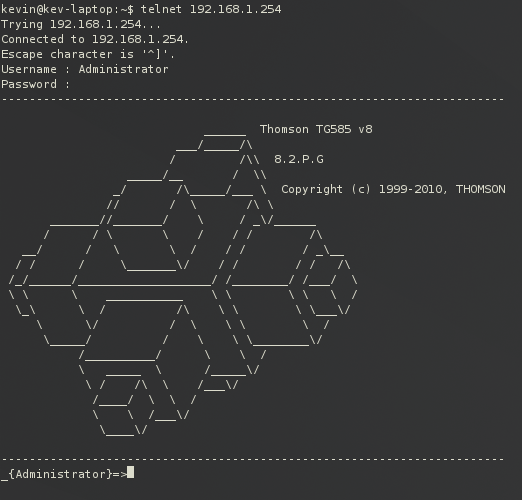 kevin@kev-laptop:~$ telnet 192.168.1.254
Trying 192.168.1.254...
Connected to 192.168.1.254.
Escape character is '^]'.
Username : Administrator
Password :
Thomson TG585 v8
8.2.P.G
Copyright (c) 1999-2010, THOMSON
_{Administrator}=>